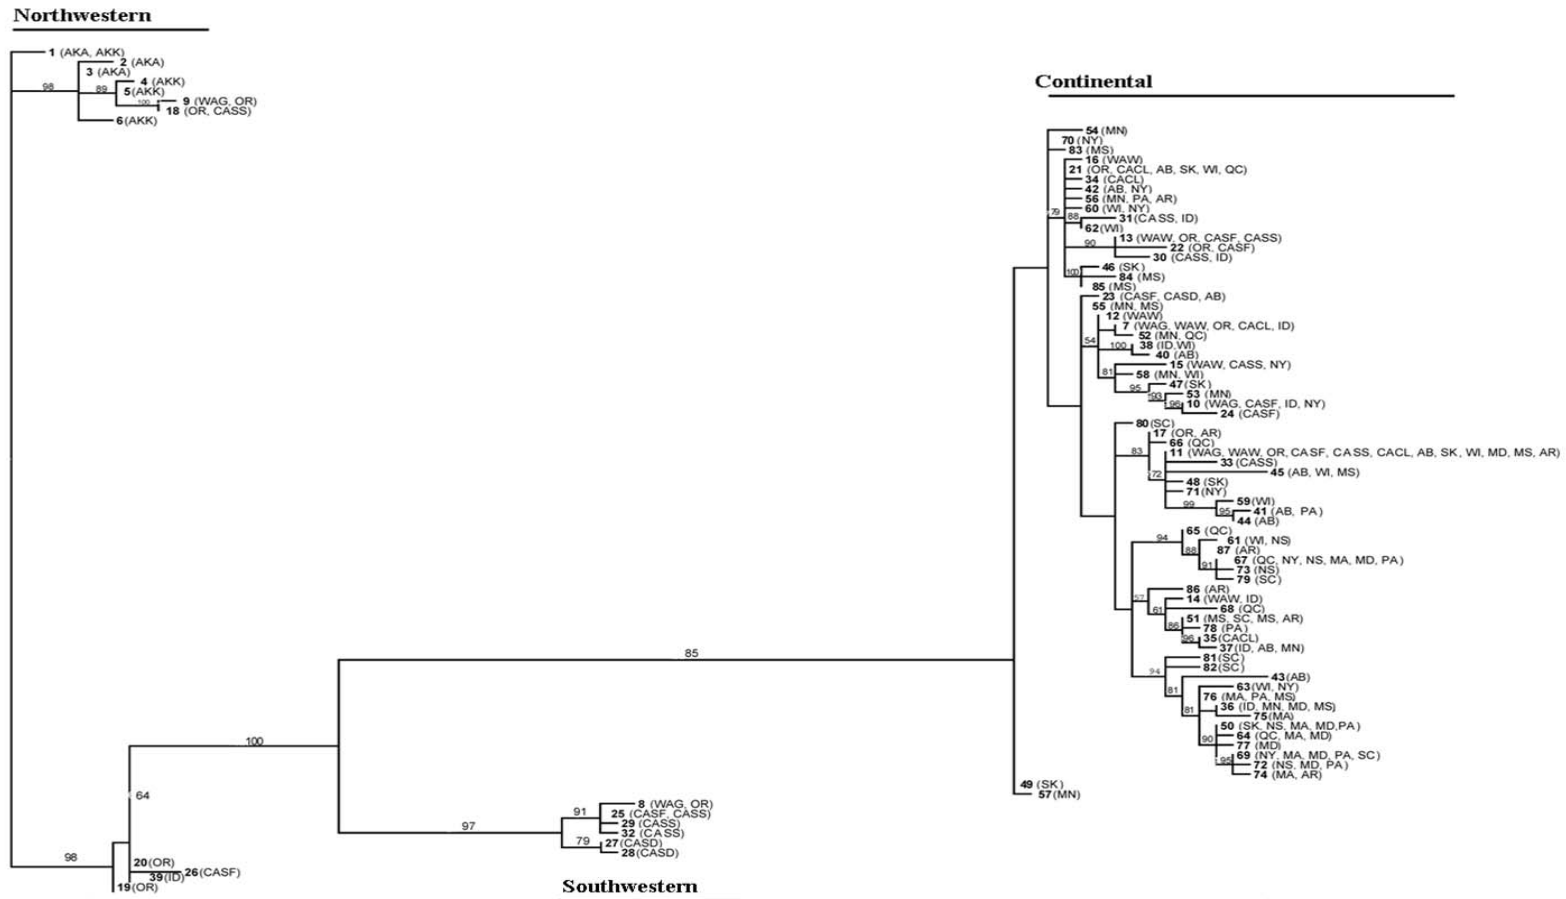 Northwestern
1 (AKA, AKK)
2 (AKA)
3 (AKA)
4 (AKK)
98
89
5(AKK)
100
9 (WAG, OR)
18 (OR, CASS)
6(AKK)
Continental
54(MN)
70(NY)
83(MS)
16(WAW)
21 (OR, CACL, AB, SK, WI, QC)
34 (CACL)
42 (AB, NY)
56 (MN, PA, AR)
60 (WI, NY)
79
88
31(CASS, ID)
62(WI)
13 (WAW, OR, CASF, CASS)
90
22 (OR, CASF)
30 (CASS, ID)
46 (SK)
100
84 (MS)
85 (MS)
23 (CASF, CASD, AB)
55 (MN, MS)
12 (WAW)
7 (WAG, WAW, OR, CACL, ID)
52 (MN, QC)
54
100
38 (ID,WI)
40 (AB)
15 (WAW, CASS, NY)
81
58 (MN, WI)
95
47(SK)
93
53 (MN)
96
10 (WAG, CASF, ID, NY)
24 (CASF)
80(SC)
17 (OR, AR)
66 (QC)
83
11 (WAG, WAW, OR, CASF, CASS, CACL, AB, SK, WI, MD, MS, AR)
33(CASS)
72
45 (AB, WI, MS)
48 (SK)
71(NY)
99
59(WI)
95
41 (AB, PA)
44 (AB)
65 (QC)
94
61 (WI, NS)
88
87 (AR)
91
67 (QC, NY, NS, MA, MD, PA)
73 (NS)
79 (SC)
86 (AR)
57
14 (WAW, ID)
61
68 (QC)
51 (MS, SC, MS, AR)
86
78 (PA)
96
35(CACL)
37(ID, AB, MN)
81(SC)
94
82(SC)
43(AB)
81
63(WI, NY)
76 (MA, PA, MS)
81
36 (ID, MN, MD, MS)
75(MA)
50 (SK, NS, MA, MD,PA)
90
64 (QC, MA, MD)
77 (MD)
95
69 (NY, MA, MD, PA, SC)
72 (NS, MD, PA)
74 (MA, AR)
49 (SK)
57(MN)
85
100
64
8 (WAG, OR)
91
25 (CASF, CASS)
29 (CASS)
97
32 (CASS)
79
27(CASD)
28(CASD)
98
20(OR)
26(CASF)
39(ID)
19(OR)
Southwestern